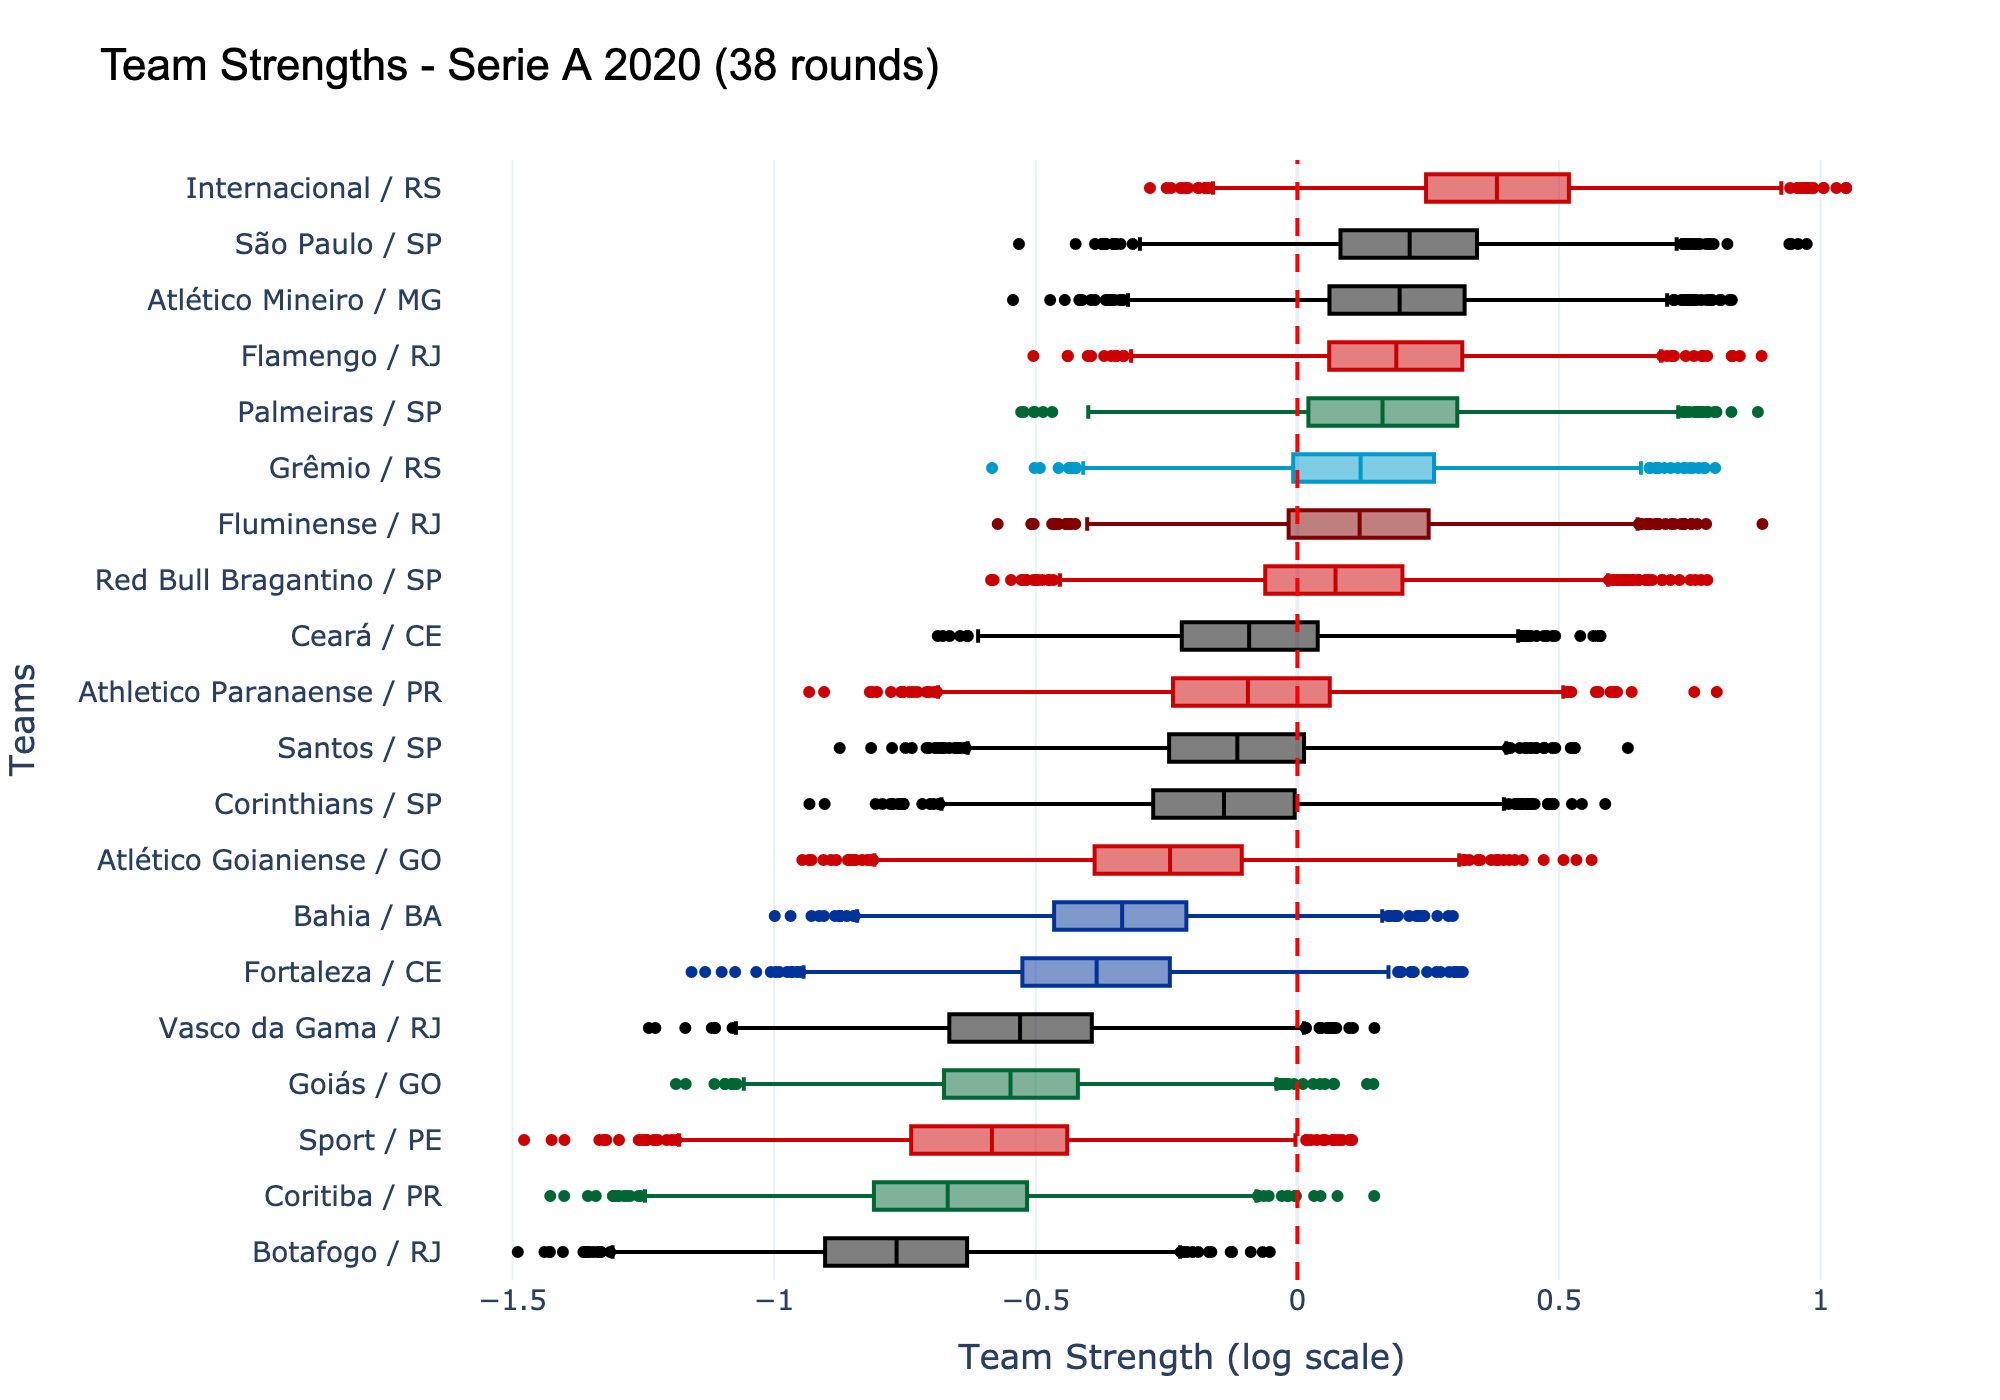 Team Strengths - Serie A 2020 (38 rounds)
Internacional / RS
São Paulo / SP
Atlético Mineiro / MG
Flamengo / RJ
Palmeiras / SP
Grêmio / RS
Fluminense / RJ
Red Bull Bragantino / SP
Ceará / CE
Athletico Paranaense / PR
Santos / SP
Corinthians / SP
Atlético Goianiense / GO
Bahia / BA
Fortaleza / CE
Vasco da Gama / RJ
Goiás / GO
Sport / PE
Coritiba / PR
Botafogo / RJ
Teams
−1.5 −1 −0.5 0 0.5 1
Team Strength (log scale)